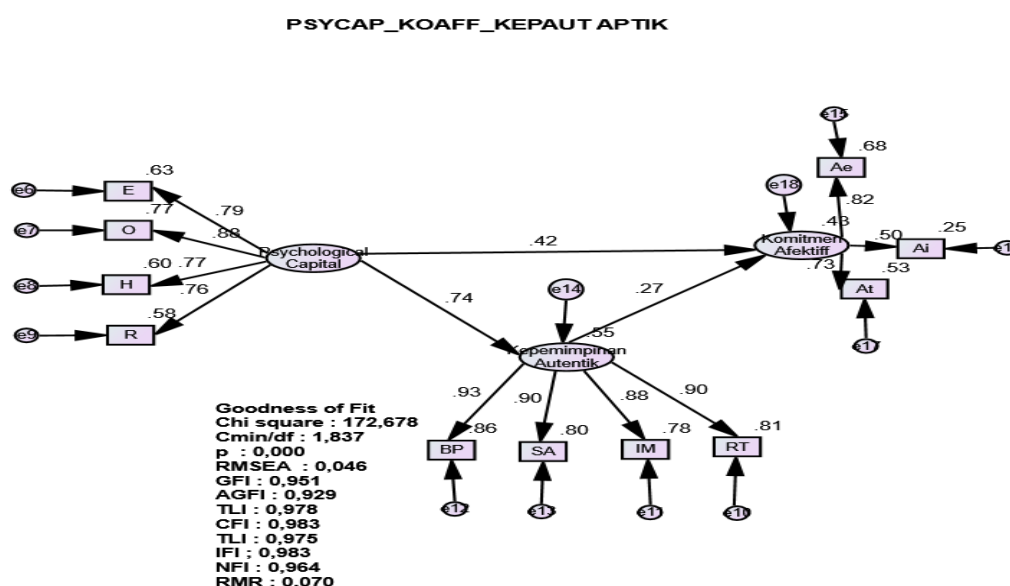 PSYCAP_KOAFF_KEPAUT APTIK
e15
.68
Ae
e18
.82
.63
e6
E
.79
.77
e7
O
.88
Psychological
Capital
.42
.43
Komitmen
Afektiff
.50
.25
Ai
.60
.77
e8
H
.76
.73
.53
At
.58
e9
R
.74
e14
.27
.55
Kepemimpinan
Autentik
e17
.93
.90
.88
.90
.86
BP
.80
SA
.78
IM
.81
RT
e12
e13
e11
e10
Goodness of Fit
Chi square : 172,678
Cmin/df : 1,837
p : 0,000
RMSEA : 0,046
GFI : 0,951
AGFI : 0,929
TLI : 0,978
CFI : 0,983
TLI : 0,975
IFI ; 0,983
NFI : 0,964
RMR : 0,070